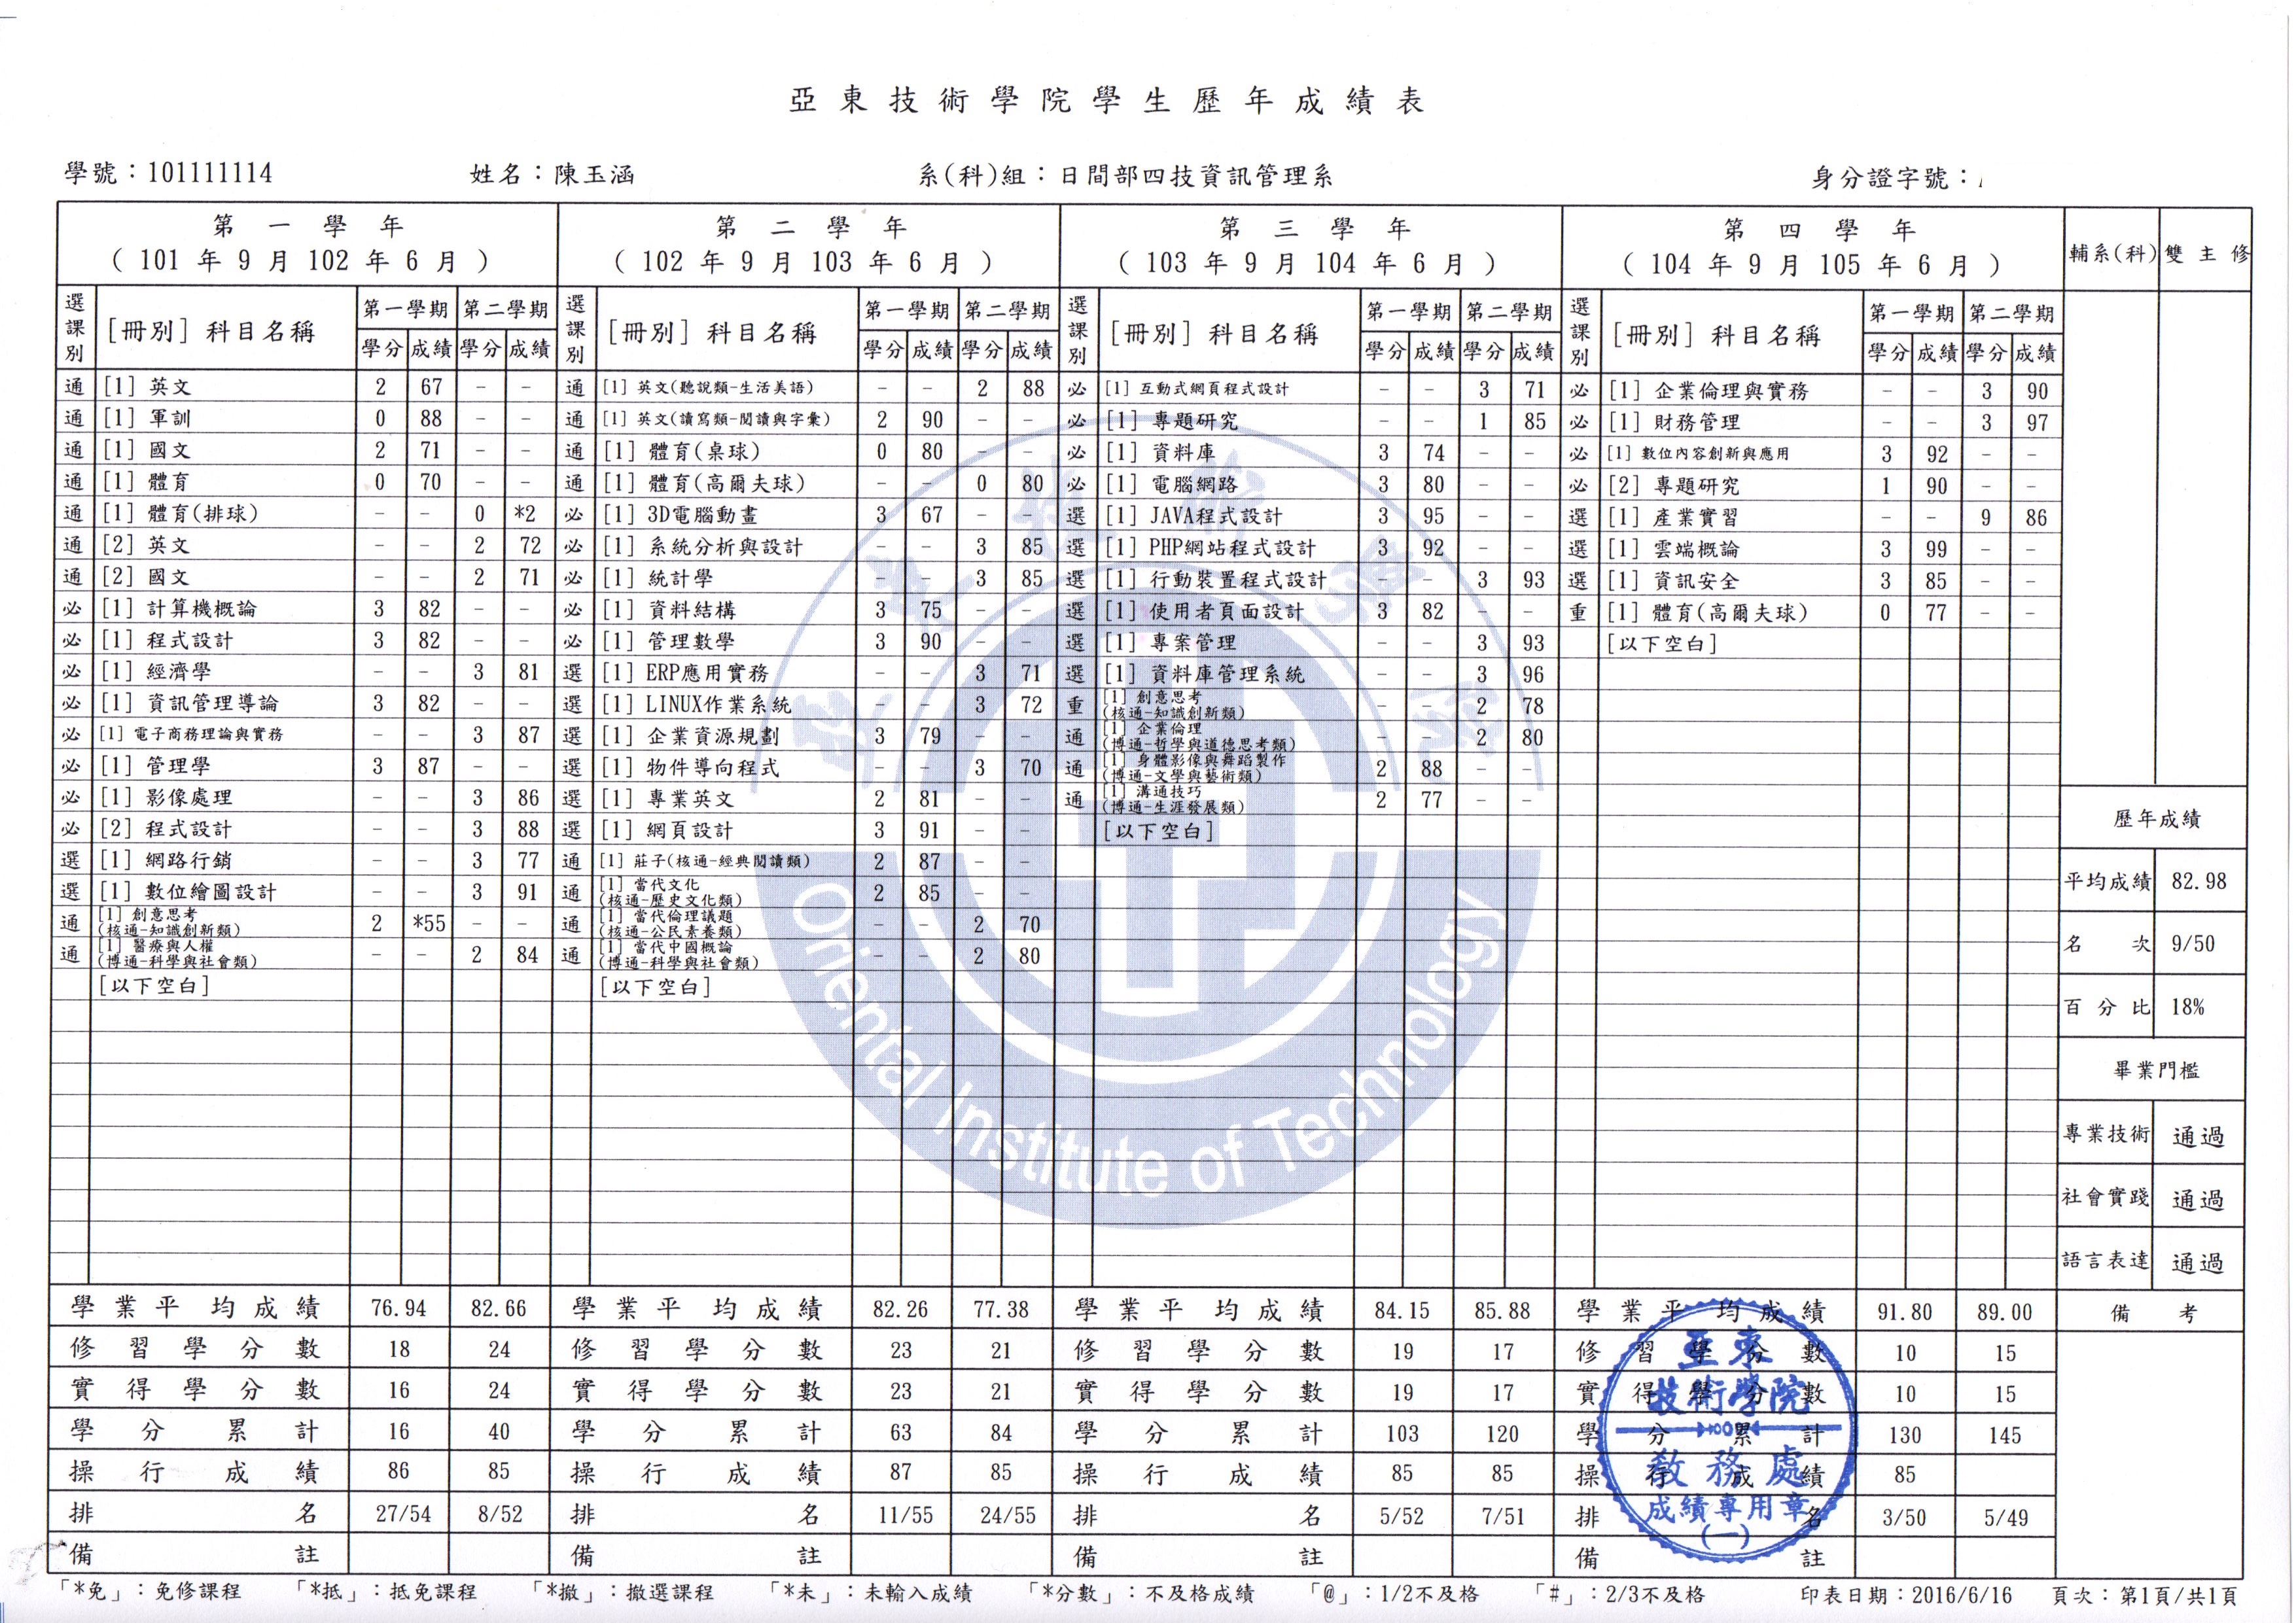 亞東技術學院學生歷年成績表
學號：101111114 姓名：陳玉涵 系(科)組：日間部四技資訊管理系 身分證字號：
第一學年 第二學年 第三學年 第四學年 輔系(科) 雙主修
( 101 年 9 月 102 年 6 月 ) ( 102 年 9 月 103 年 6 月 ) ( 103 年 9 月 104 年 6 月 ) ( 104 年 9 月 105 年 6 月 )
選課別 [冊別] 科目名稱 第一學期 第二學期 選課別 [冊別] 科目名稱 第一學期 第二學期 選課別 [冊別] 科目名稱 第一學期 第二學期 選課別 [冊別] 科目名稱 第一學期 第二學期
學分 成績 學分 成績 學分 成績 學分 成績 學分 成績 學分 成績 學分 成績 學分 成績
通 [1] 英文 2 67 - - 通 [1] 英文(聽說類-生活美語) - - 2 88 必 [1] 互動式網頁程式設計 - - 3 71 必 [1] 企業倫理與實務 - - 3 90
通 [1] 軍訓 0 88 - - 通 [1] 英文(讀寫類-閱讀與字彙) 2 90 - - 必 [1] 專題研究 - - 1 85 必 [1] 財務管理 - - 3 97
通 [1] 國文 2 71 - - 通 [1] 體育(桌球) 0 80 - - 必 [1] 資料庫 3 74 - - 必 [1] 數位內容創新與應用 3 92 - -
通 [1] 體育 0 70 - - 通 [1] 體育(高爾夫球) - - 0 80 必 [1] 電腦網路 3 80 - - 必 [2] 專題研究 1 90 - -
通 [1] 體育(排球) - - 0 *2 必 [1] 3D電腦動畫 3 67 - - 選 [1] JAVA程式設計 3 95 - - 選 [1] 產業實習 - - 9 86
通 [2] 英文 - - 2 72 必 [1] 系統分析與設計 - - 3 85 選 [1] PHP網站程式設計 3 92 - - 選 [1] 雲端概論 3 99 - -
通 [2] 國文 - - 2 71 必 [1] 統計學 - - 3 85 選 [1] 行動裝置程式設計 - - 3 93 選 [1] 資訊安全 3 85 - -
必 [1] 計算機概論 3 82 - - 必 [1] 資料結構 3 75 - - 選 [1] 使用者頁面設計 3 82 - - 重 [1] 體育(高爾夫球) 0 77 - -
必 [1] 程式設計 3 82 - - 必 [1] 管理數學 3 90 - - 選 [1] 專案管理 - - 3 93 [以下空白]
必 [1] 經濟學 - - 3 81 選 [1] ERP應用實務 - - 3 71 選 [1] 資料庫管理系統 - - 3 96
必 [1] 資訊管理導論 3 82 - - 選 [1] LINUX作業系統 - - 3 72 重 [1] 創意思考(核通-知識創新類) - - 2 78
必 [1] 電子商務理論與實務 - - 3 87 選 [1] 企業資源規劃 3 79 - - 通 [1] 企業倫理(博通-哲學與道德思考類) - - 2 80
必 [1] 管理學 3 87 - - 選 [1] 物件導向程式 - - 3 70 通 [1] 身體影像與舞蹈製作(博通-文學與藝術類) 2 88 - -
必 [1] 影像處理 - - 3 86 選 [1] 專業英文 2 81 - - 通 [1] 溝通技巧(博通-生涯發展類) 2 77 - -
必 [2] 程式設計 - - 3 88 選 [1] 網頁設計 3 91 - - [以下空白] 歷年成績
選 [1] 網路行銷 - - 3 77 通 [1] 莊子(核通-經典閱讀類) 2 87 - -
選 [1] 數位繪圖設計 - - 3 91 通 [1] 當代文化(核通-歷史文化類) 2 85 - - 平均成績 82.98
通 [1] 創意思考(核通-知識創新類) 2 *55 - - 通 [1] 當代倫理議題(核通-公民素養類) - - 2 70
通 [1] 醫療與人權(博通-科學與社會類) - - 2 84 通 [1] 當代中國概論(博通-科學與社會類) - - 2 80 名次 9/50
[以下空白] [以下空白]
百分比 18%
畢業門檻
專業技術 通過
社會實踐 通過
語言表達 通過
Oriental Institute of Technology
學業平均成績 76.94 82.66 學業平均成績 82.26 77.38 學業平均成績 84.15 85.88 學業平均成績 91.80 89.00 備考
修習學分數 18 24 修習學分數 23 21 修習學分數 19 17 修習學分數 10 15
實得學分數 16 24 實得學分數 23 21 實得學分數 19 17 實得學分數 10 15
學分累計 16 40 學分累計 63 84 學分累計 103 120 學分累計 130 145
操行成績 86 85 操行成績 87 85 操行成績 85 85 操行成績 85
排名 27/54 8/52 排名 11/55 24/55 排名 5/52 7/51 排名 3/50 5/49
備註 備註 備註 備註
亞東
技術學院
教務處
成績專用章
(一)
「*免」：免修課程 「*抵」：抵免課程 「*撤」：撤選課程 「*未」：未輸入成績 「*分數」：不及格成績 「@」：1/2不及格 「#」：2/3不及格 印表日期：2016/6/16 頁次：第1頁/共1頁